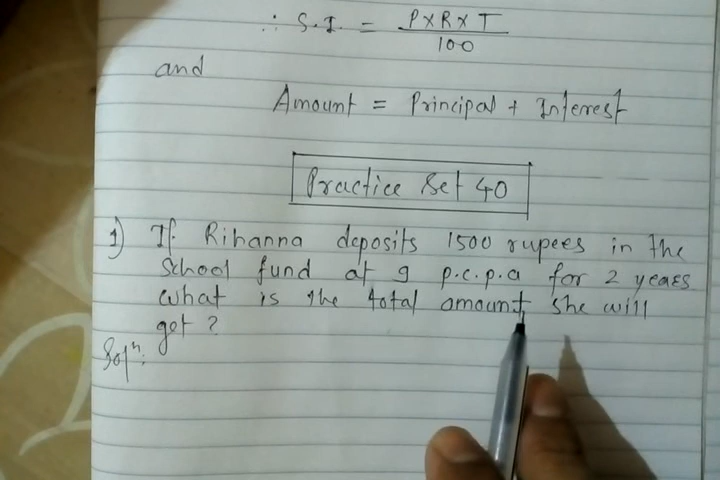 ∴ S.I. = P×R×T
100
and
Amount = Principal + Interest
Practice Set 40
1) If Rihanna deposits 1500 rupees in the
School fund at 9 p.c.p.a for 2 years
what is the total amount she will
get ?
Solⁿ: